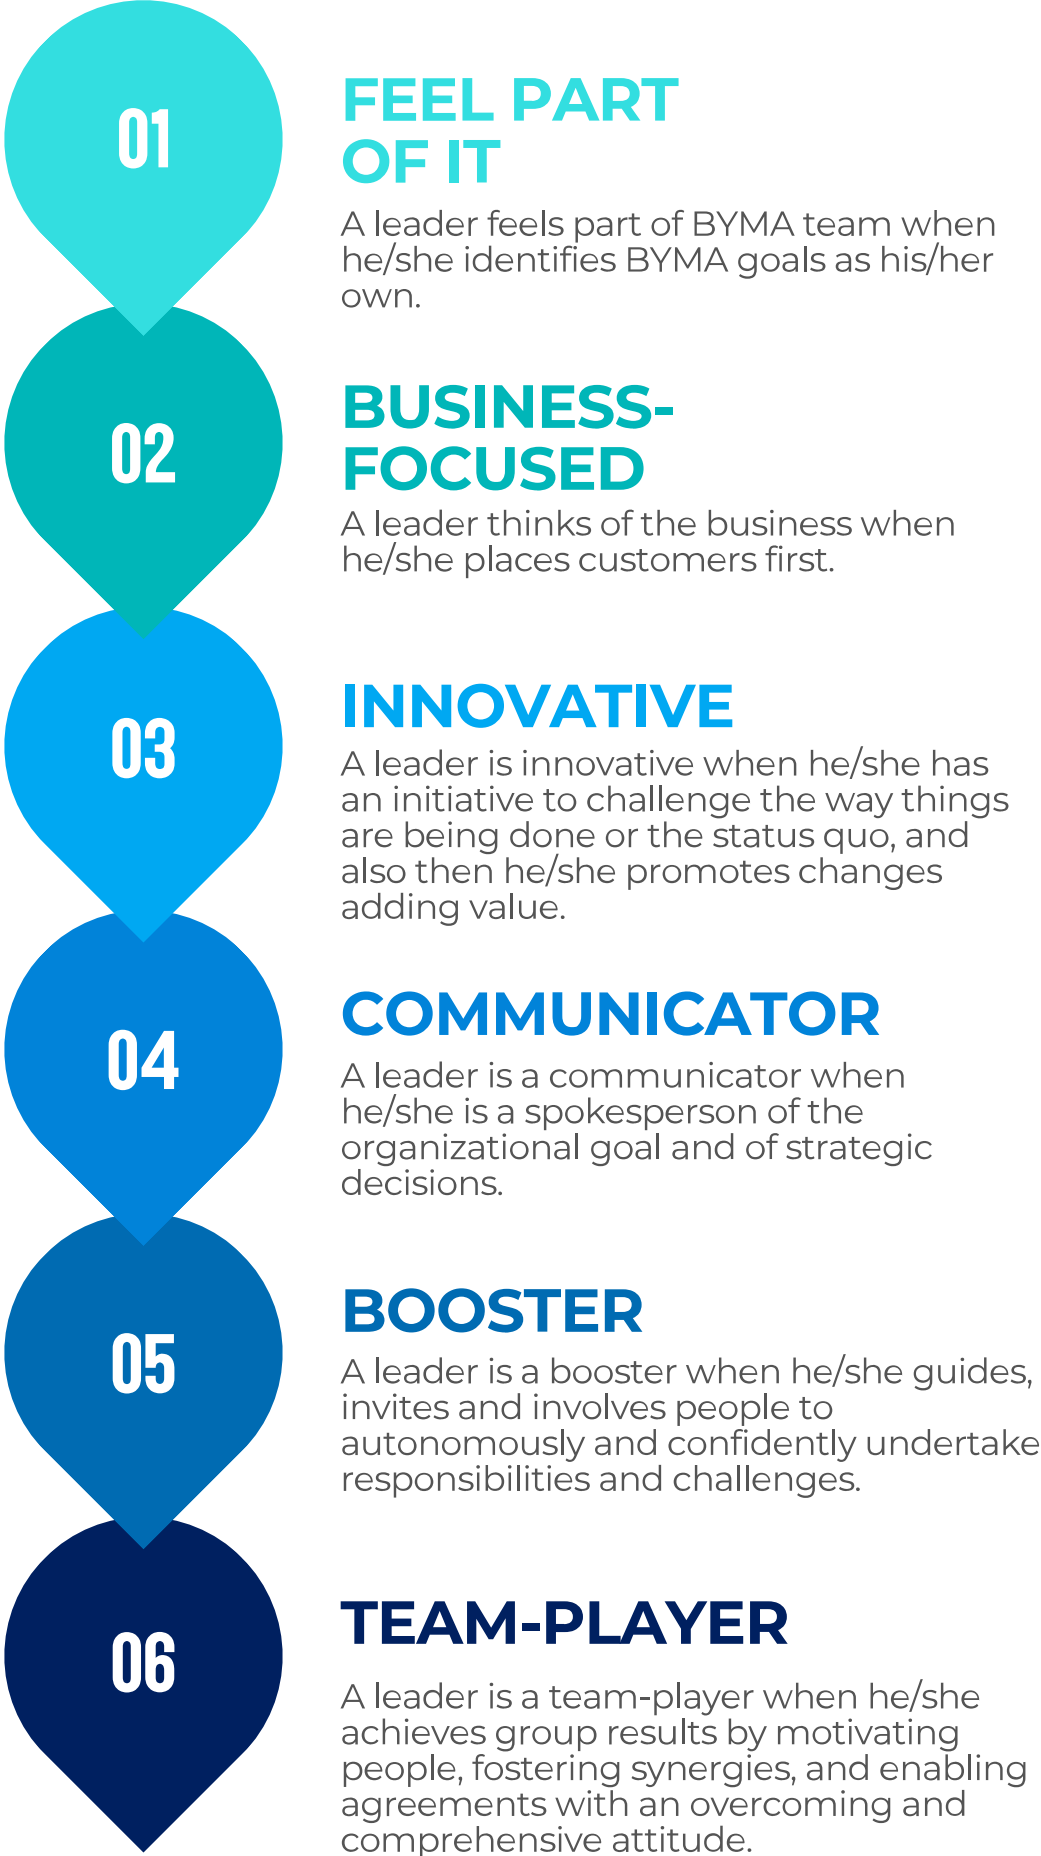 01
FEEL PART
OF IT
A leader feels part of BYMA team when
he/she identifies BYMA goals as his/her
own.
02
BUSINESS-
FOCUSED
A leader thinks of the business when
he/she places customers first.
03
INNOVATIVE
A leader is innovative when he/she has
an initiative to challenge the way things
are being done or the status quo, and
also then he/she promotes changes
adding value.
04
COMMUNICATOR
A leader is a communicator when
he/she is a spokesperson of the
organizational goal and of strategic
decisions.
05
BOOSTER
A leader is a booster when he/she guides,
invites and involves people to
autonomously and confidently undertake
responsibilities and challenges.
06
TEAM-PLAYER
A leader is a team-player when he/she
achieves group results by motivating
people, fostering synergies, and enabling
agreements with an overcoming and
comprehensive attitude.